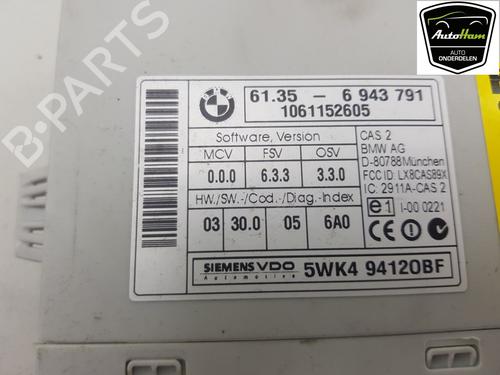 AutoHam
AUTO
ONDERDELEN
B-PARTS
BMW
61.35 - 6 943 791
1061152605
Software, Version
MCV FSV OSV
0.0.0 6.3.3 3.3.0
HW./SW.-/Cod.-/Diag.-Index
03 30.0 05 6A0
CAS 2
BMW AG
D-80788 München
FCC ID: LX8CAS89X
IC: 2911A-CAS 2
e1 I-00 0221
CE
SIEMENS VDO
Automotive
5WK4 94120BF